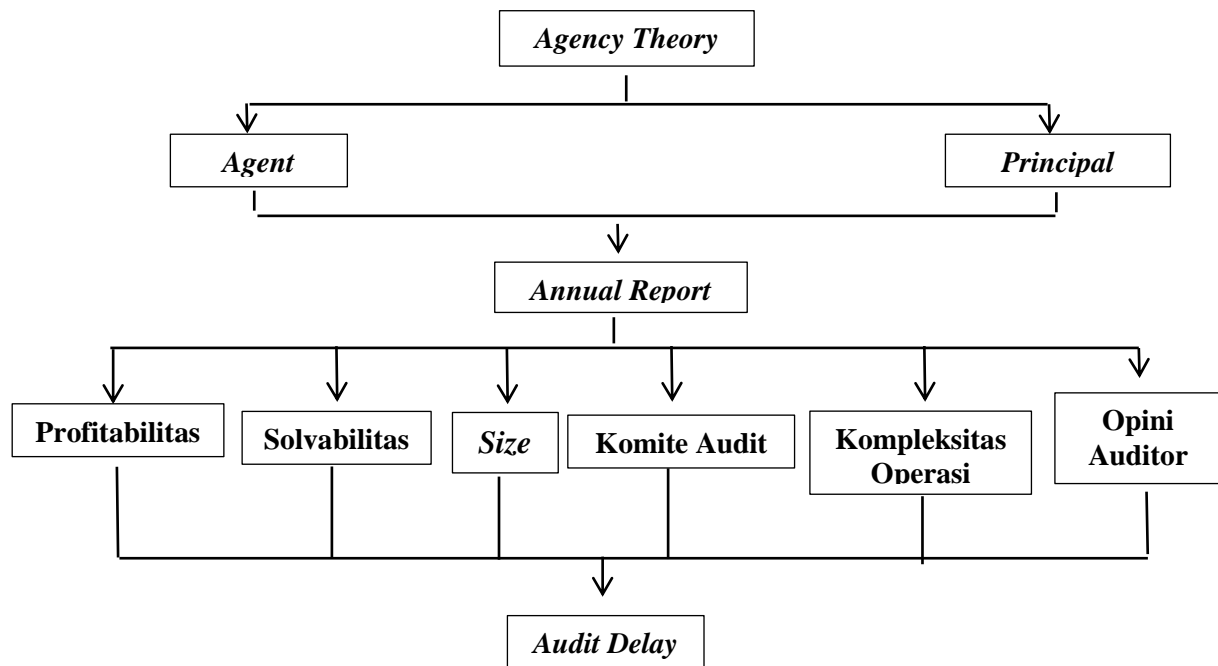 Agency Theory
Agent
Principal
Annual Report
Profitabilitas
Solvabilitas
Size
Komite Audit
Kompleksitas
Operasi
Opini
Auditor
Audit Delay